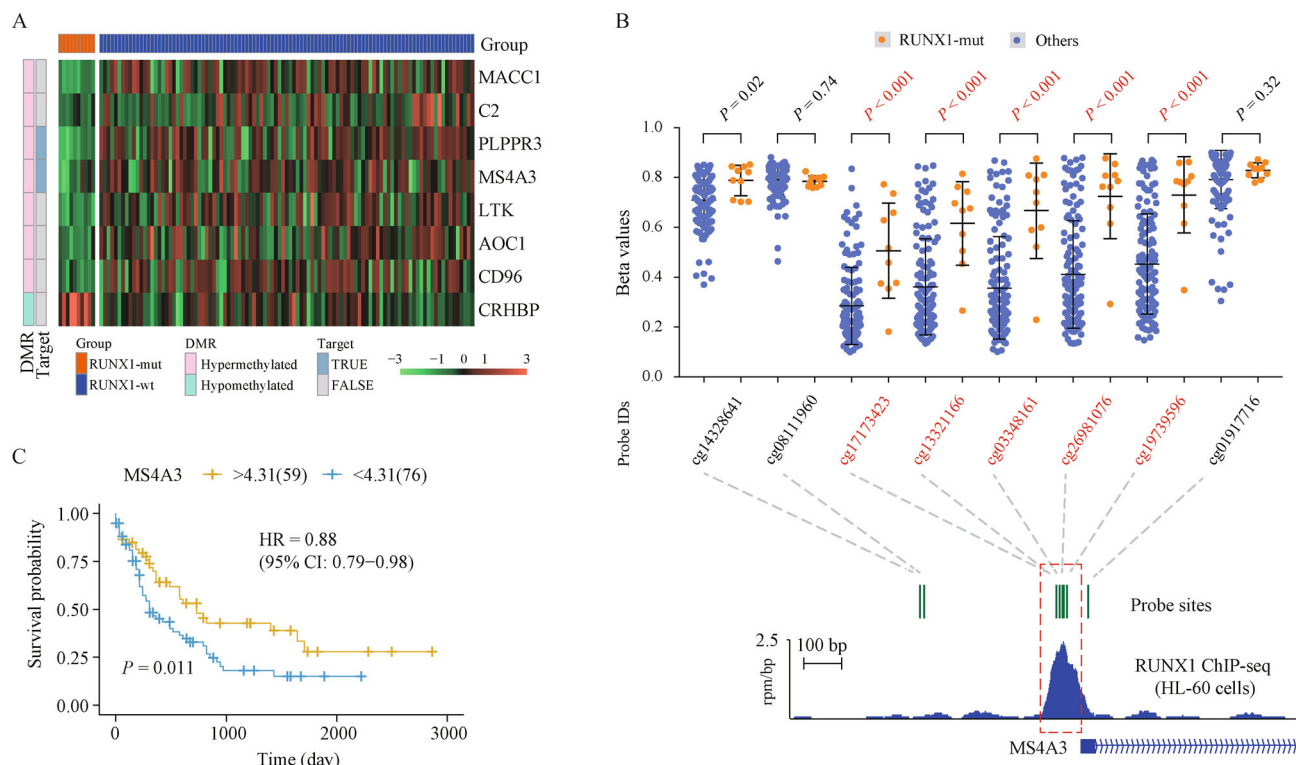 A
Group
MACC1
C2
PLPPR3
MS4A3
LTK
AOC1
CD96
CRHBP
DMR
Target
Group
RUNX1-mut
RUNX1-wt
DMR
Hypermethylated
Hypomethylated
Target
TRUE
FALSE
−3 −1 0 1 3
B
RUNX1-mut Others
P = 0.02
P = 0.74
P < 0.001
P < 0.001
P < 0.001
P < 0.001
P < 0.001
P = 0.32
Beta values
1.0
0.8
0.6
0.4
0.2
0.0
Probe IDs
cg14328641
cg08111960
cg17173423
cg13321166
cg03348161
cg26981076
cg19739596
cg01917716
Probe sites
2.5
rpm/bp
100 bp
RUNX1 ChIP-seq
(HL-60 cells)
MS4A3
C
MS4A3 >4.31(59) <4.31(76)
Survival probability
1.00
0.75
0.50
0.25
0.00
HR = 0.88
(95% CI: 0.79−0.98)
P = 0.011
0 1000 2000 3000
Time (day)